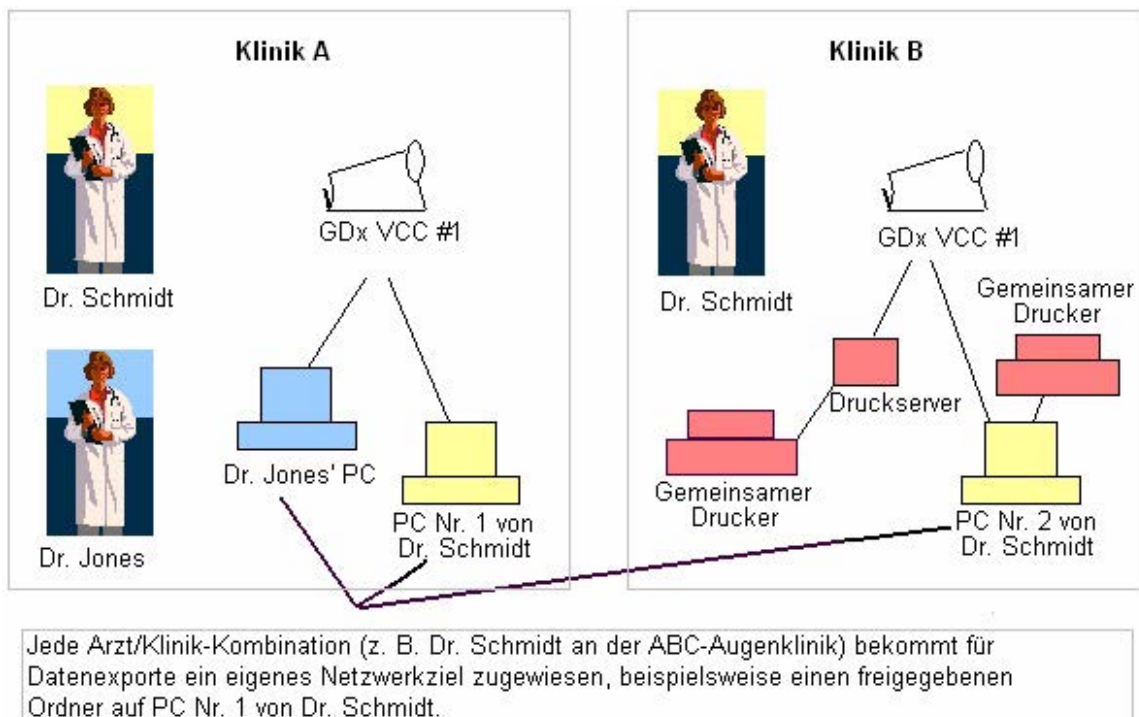 Klinik A
GDx VCC #1
Dr. Schmidt
Dr. Jones' PC
PC Nr. 1 von
Dr. Schmidt
Dr. Jones
Klinik B
GDx VCC #1
Dr. Schmidt
Gemeinsamer
Drucker
Druckserver
Gemeinsamer
Drucker
PC Nr. 2 von
Dr. Schmidt
Jede Arzt/Klinik-Kombination (z. B. Dr. Schmidt an der ABC-Augenklinik) bekommt für
Datenexporte ein eigenes Netzwerkziel zugewiesen, beispielsweise einen freigegebenen
Ordner auf PC Nr. 1 von Dr. Schmidt.